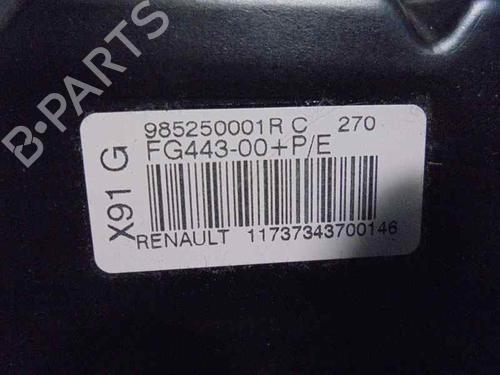 B-PARTS
985250001R C 270
FG443-00+P/E
X91 G
RENAULT 11737343700146